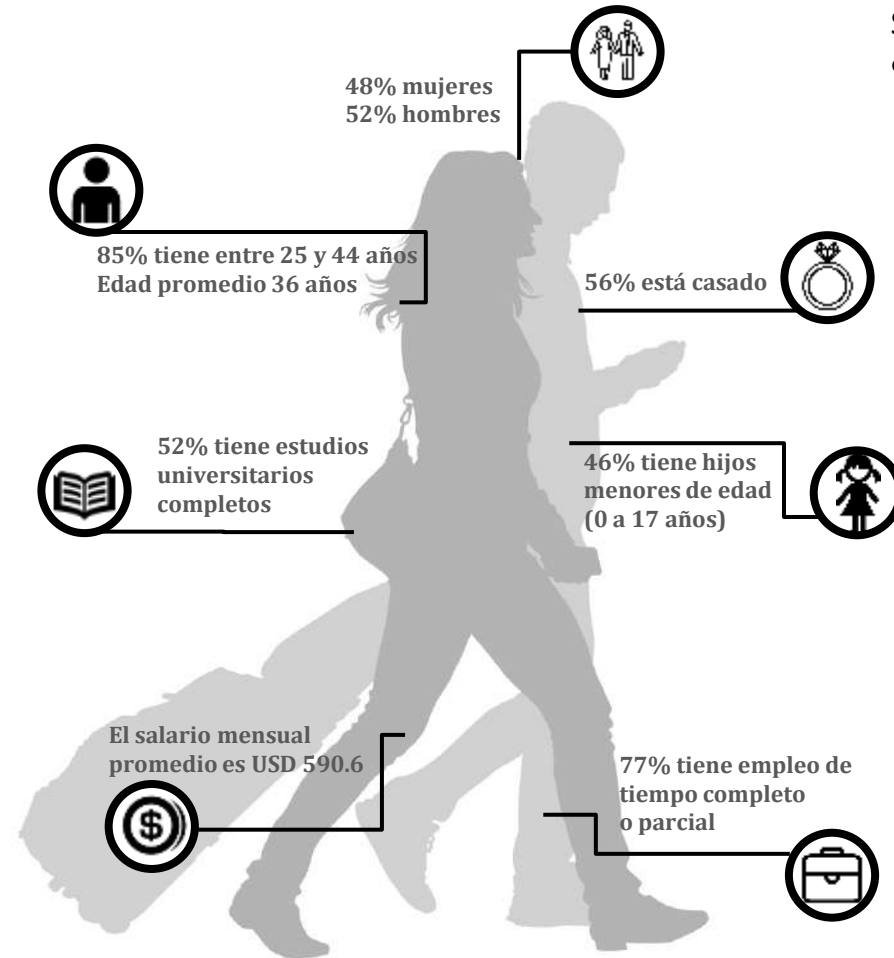 48% mujeres
52% hombres
85% tiene entre 25 y 44 años
Edad promedio 36 años
56% está casado
52% tiene estudios
universitarios
completos
46% tiene hijos
menores de edad
(0 a 17 años)
El salario mensual
promedio es USD 590.6
77% tiene empleo de
tiempo completo
o parcial
$